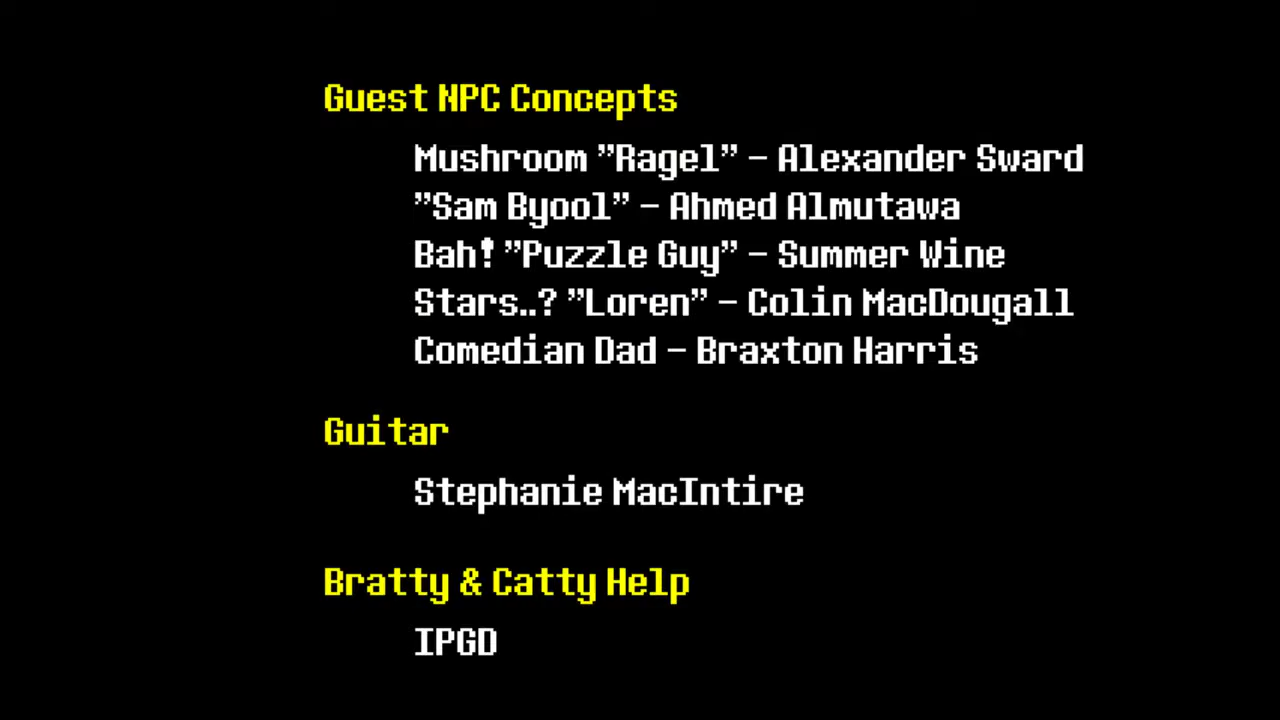 Guest NPC Concepts
Mushroom "Ragel" - Alexander Sward
"Sam Byool" - Ahmed Almutawa
Bah! "Puzzle Guy" - Summer Wine
Stars..? "Loren" - Colin MacDougall
Comedian Dad - Braxton Harris
Guitar
Stephanie MacIntire
Bratty & Catty Help
IPGD